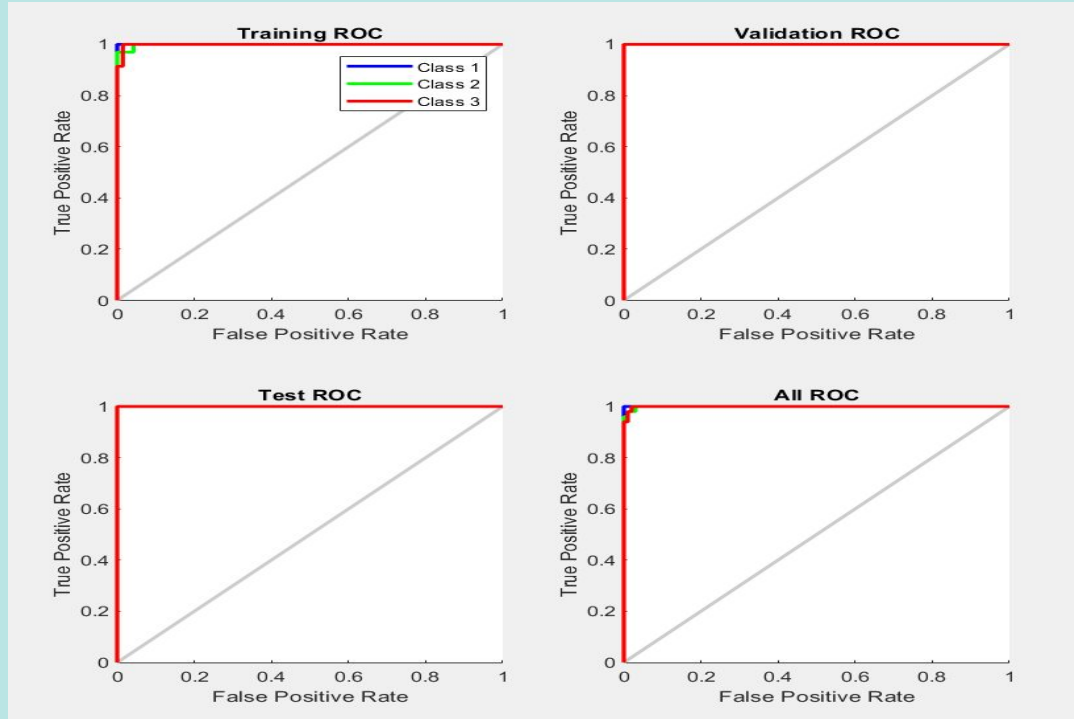 Training ROC
1
0.8
0.6
0.4
0.2
0
True Positive Rate
Class 1
Class 2
Class 3
0 0.2 0.4 0.6 0.8 1
False Positive Rate
Validation ROC
1
0.8
0.6
0.4
0.2
0
True Positive Rate
0 0.2 0.4 0.6 0.8 1
False Positive Rate
Test ROC
1
0.8
0.6
0.4
0.2
0
True Positive Rate
0 0.2 0.4 0.6 0.8 1
False Positive Rate
All ROC
1
0.8
0.6
0.4
0.2
0
True Positive Rate
0 0.2 0.4 0.6 0.8 1
False Positive Rate